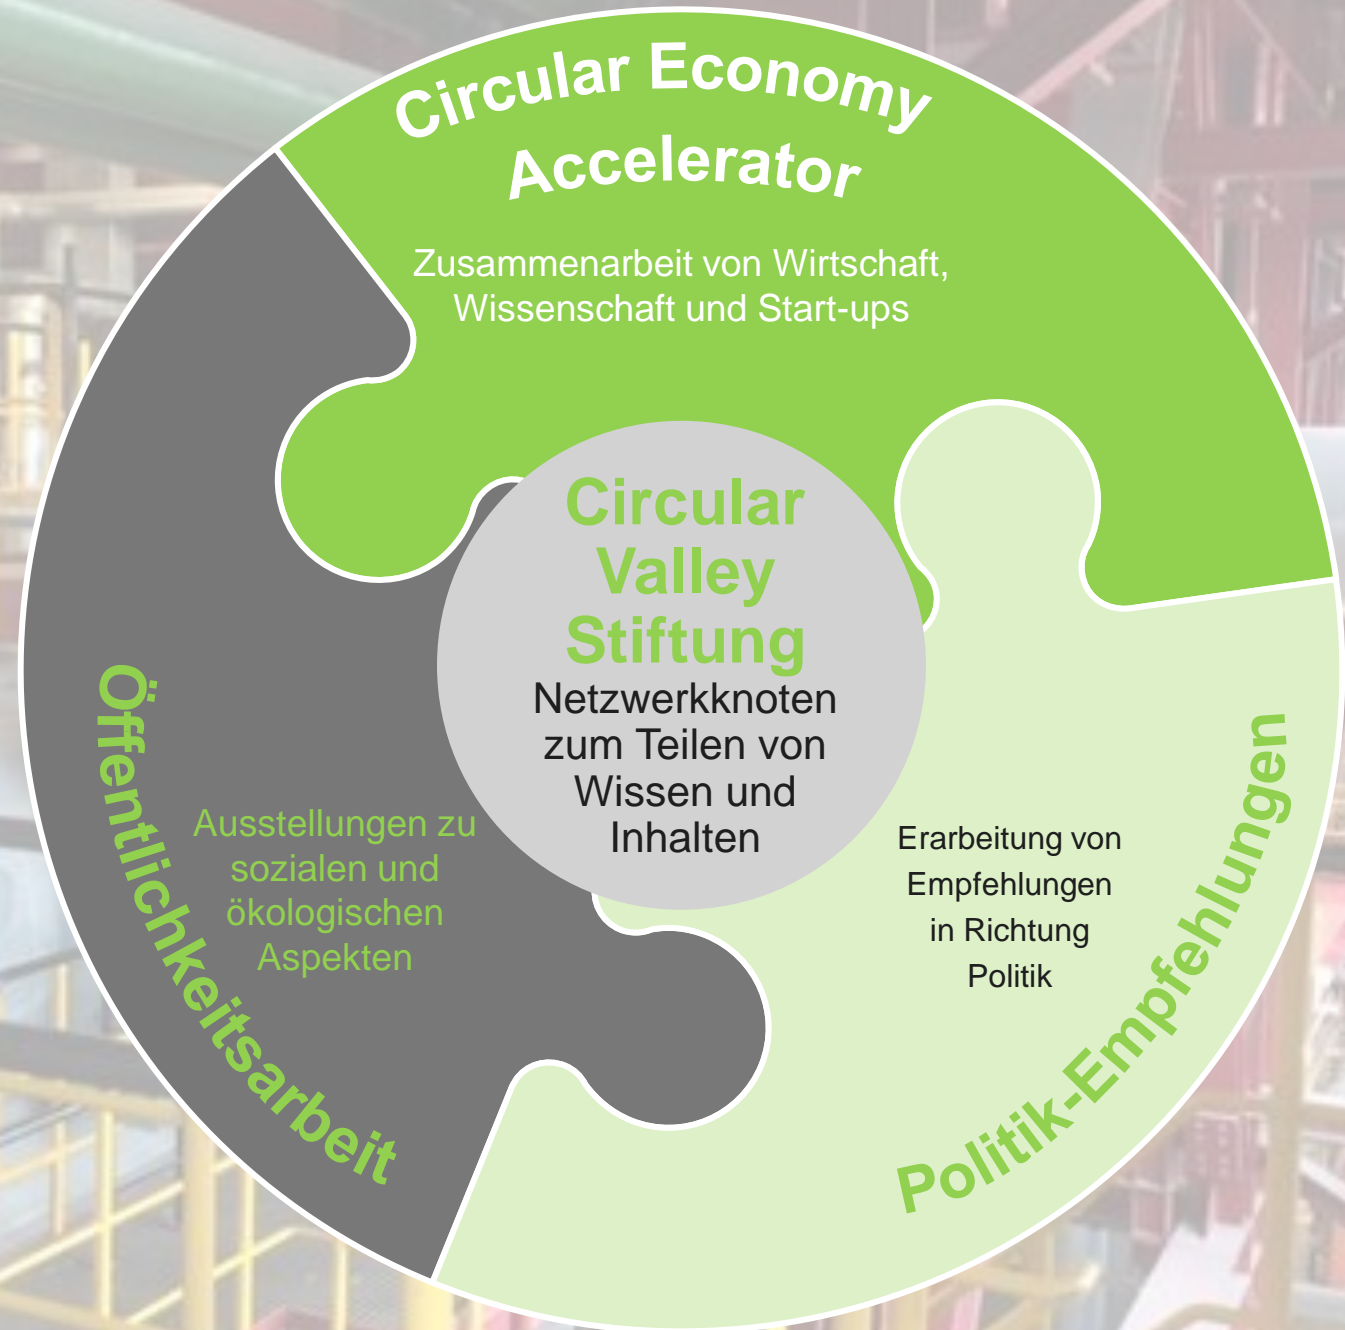 Circular Economy
Accelerator
Zusammenarbeit von Wirtschaft,
Wissenschaft und Start-ups
Circular
Valley
Stiftung
Netzwerkknoten
zum Teilen von
Wissen und
Inhalten
Öffentlichkeitsarbeit
Ausstellungen zu
sozialen und
ökologischen
Aspekten
Erarbeitung von
Empfehlungen
in Richtung
Politik
Politik-Empfehlungen